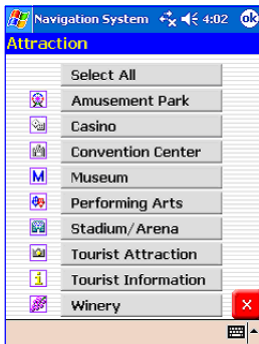 Navigation System 4:02 ok
Attraction
Select All
Amusement Park
Casino
Convention Center
M Museum
Performing Arts
Stadium/Arena
Tourist Attraction
i Tourist Information
Winery X